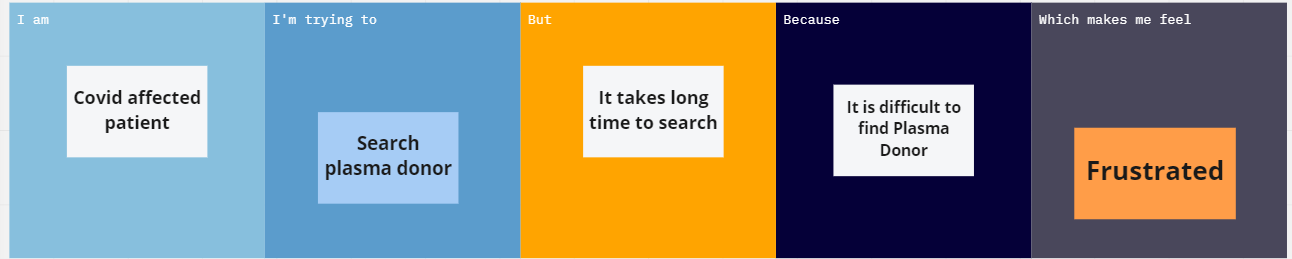 I am
Covid affected
patient
I'm trying to
Search
plasma donor
But
It takes long
time to search
Because
It is difficult to
find Plasma
Donor
Which makes me feel
Frustrated